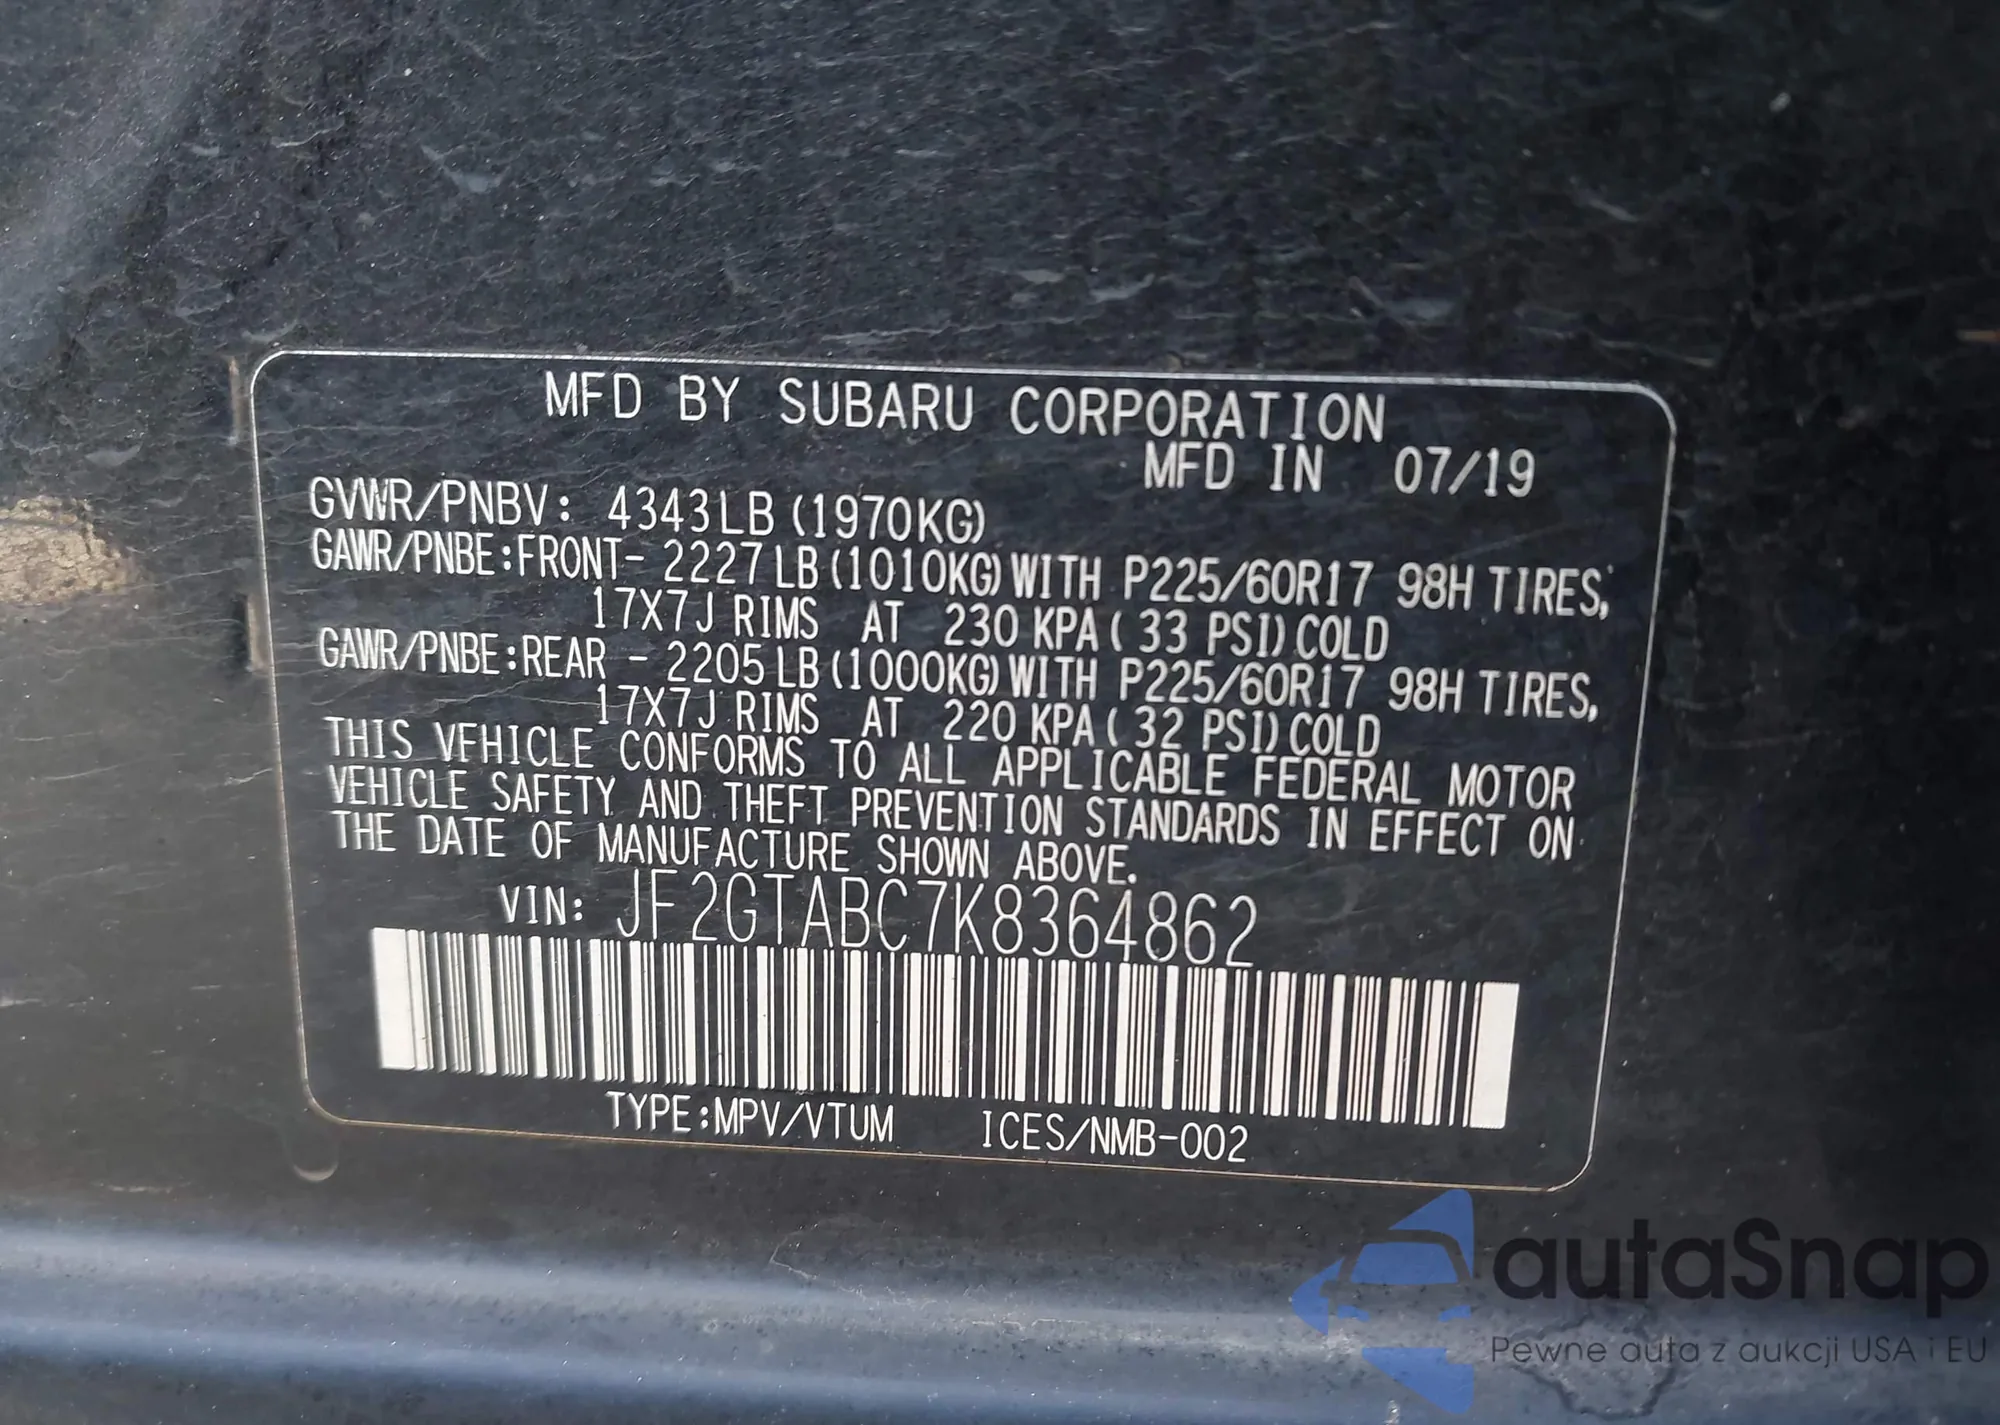 MFD BY SUBARU CORPORATION
MFD IN 07/19
GVWR/PNBV: 4343LB (1970KG)
GAWR/PNBE:FRONT- 2227 LB (1010KG) WITH P225/60R17 98H TIRES,
17X7J RIMS AT 230 KPA ( 33 PSI) COLD
GAWR/PNBE:REAR - 2205 LB (1000KG) WITH P225/60R17 98H TIRES,
17X7J RIMS AT 220 KPA ( 32 PSI) COLD
THIS VEHICLE CONFORMS TO ALL APPLICABLE FEDERAL MOTOR
VEHICLE SAFETY AND THEFT PREVENTION STANDARDS IN EFFECT ON
THE DATE OF MANUFACTURE SHOWN ABOVE.
VIN: JF2GTABC7K8364862
TYPE:MPV/VTUM ICES/NMB-002
autaSnap
Pewne auta z aukcji USA i EU